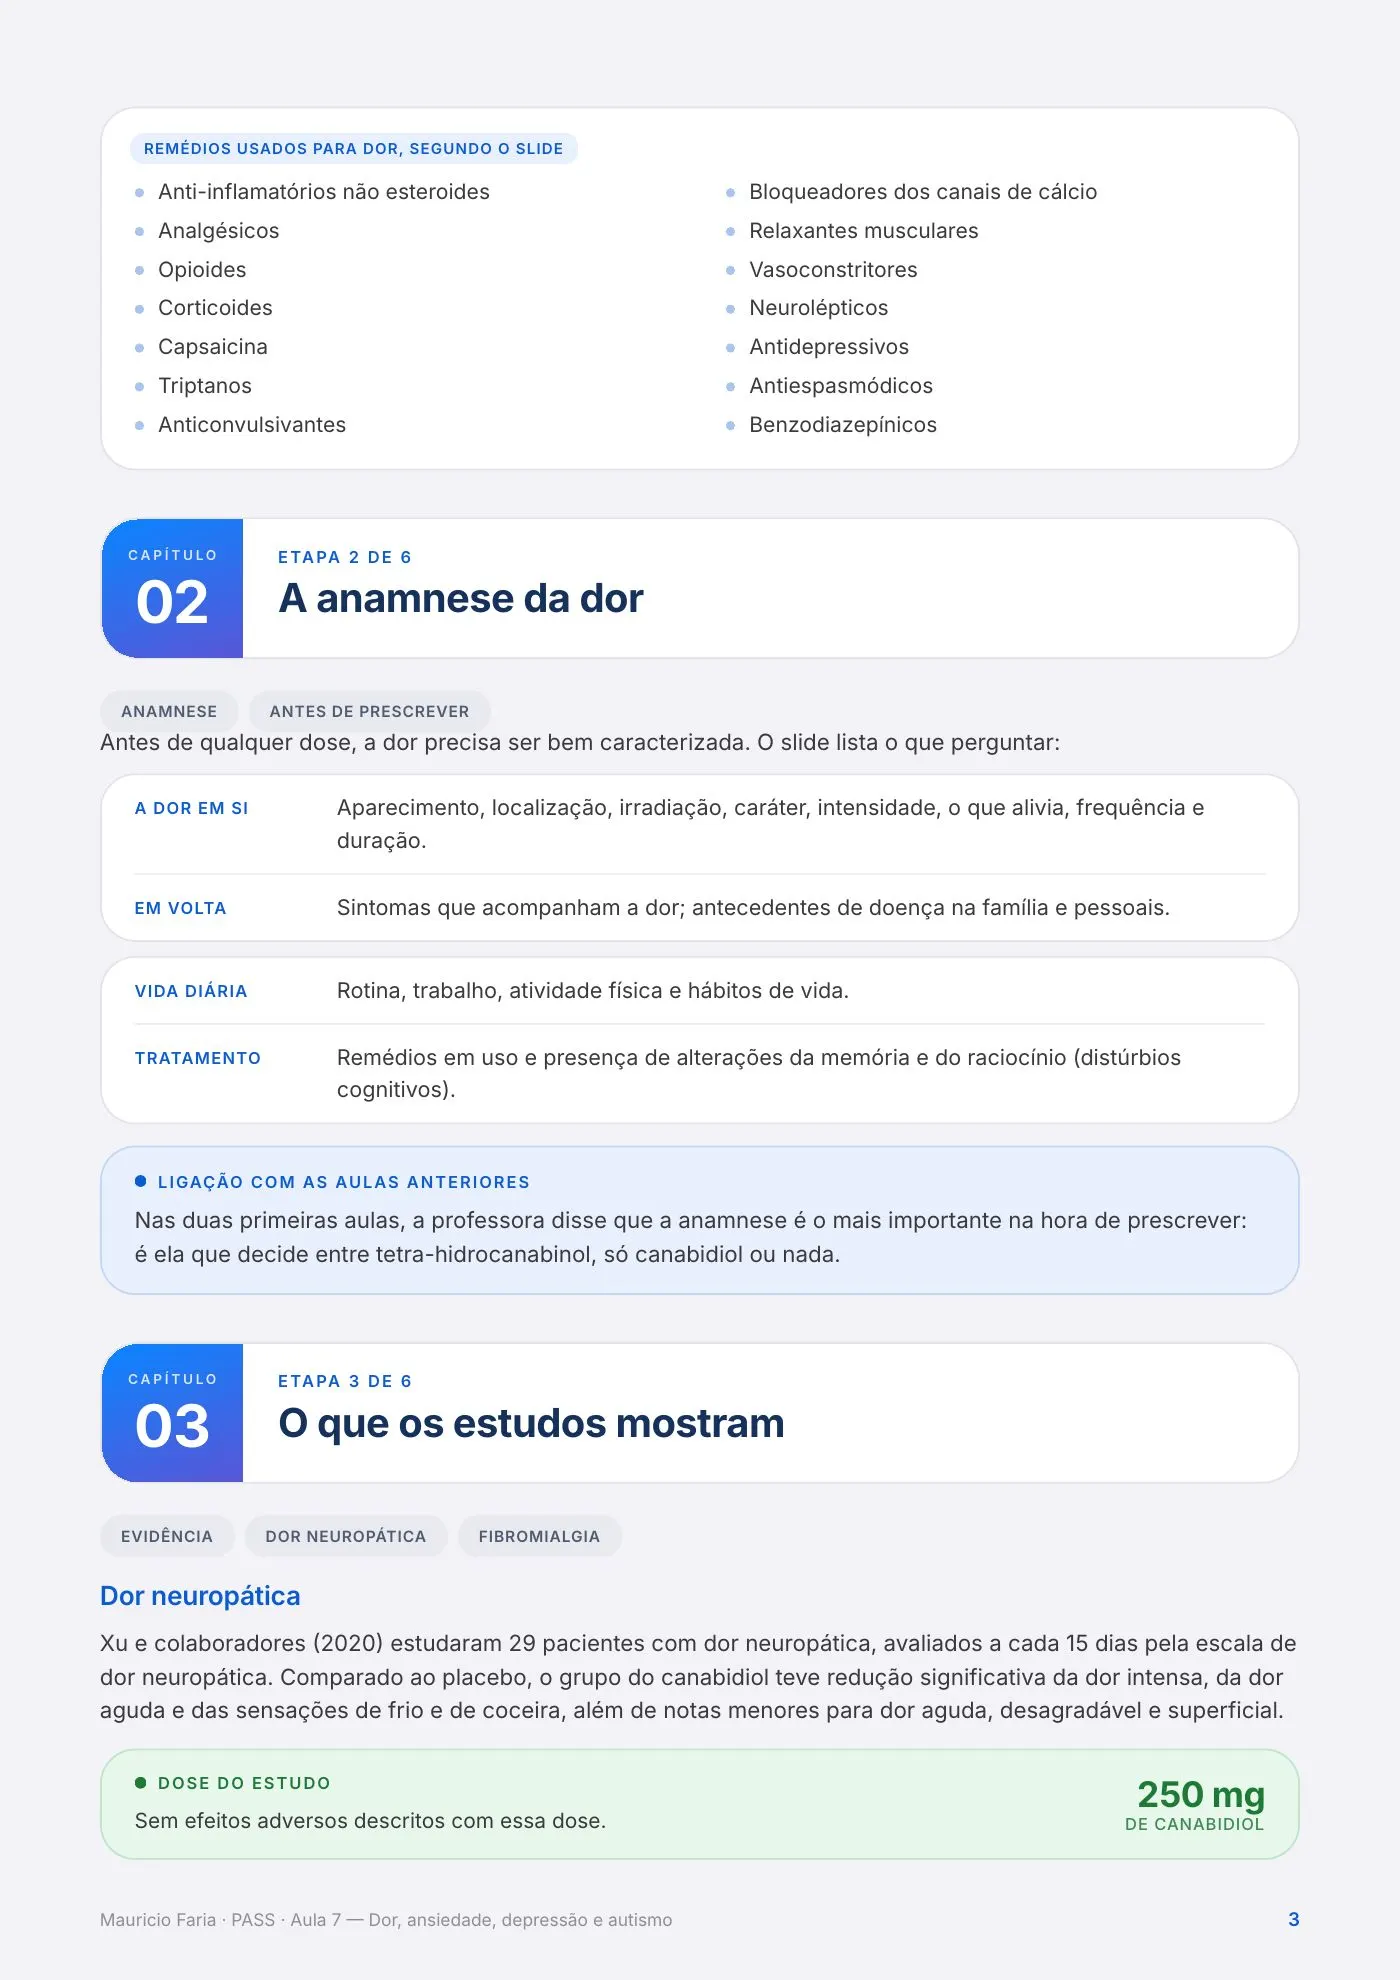 REMÉDIOS USADOS PARA DOR, SEGUNDO O SLIDE
Anti-inflamatórios não esteroides
Analgésicos
Opioides
Corticoides
Capsaicina
Triptanos
Anticonvulsivantes
Bloqueadores dos canais de cálcio
Relaxantes musculares
Vasoconstritores
Neurolépticos
Antidepressivos
Antiespasmódicos
Benzodiazepínicos
CAPÍTULO
02
ETAPA 2 DE 6
A anamnese da dor
ANAMNESE
ANTES DE PRESCREVER
Antes de qualquer dose, a dor precisa ser bem caracterizada. O slide lista o que perguntar:
A DOR EM SI
Aparecimento, localização, irradiação, caráter, intensidade, o que alivia, frequência e
duração.
EM VOLTA
Sintomas que acompanham a dor; antecedentes de doença na família e pessoais.
VIDA DIÁRIA
Rotina, trabalho, atividade física e hábitos de vida.
TRATAMENTO
Remédios em uso e presença de alterações da memória e do raciocínio (distúrbios
cognitivos).
LIGAÇÃO COM AS AULAS ANTERIORES
Nas duas primeiras aulas, a professora disse que a anamnese é o mais importante na hora de prescrever:
é ela que decide entre tetra-hidrocanabinol, só canabidiol ou nada.
CAPÍTULO
03
ETAPA 3 DE 6
O que os estudos mostram
EVIDÊNCIA
DOR NEUROPÁTICA
FIBROMIALGIA
Dor neuropática
Xu e colaboradores (2020) estudaram 29 pacientes com dor neuropática, avaliados a cada 15 dias pela escala de
dor neuropática. Comparado ao placebo, o grupo do canabidiol teve redução significativa da dor intensa, da dor
aguda e das sensações de frio e de coceira, além de notas menores para dor aguda, desagradável e superficial.
DOSE DO ESTUDO
Sem efeitos adversos descritos com essa dose.
250 mg
DE CANABIDIOL
Mauricio Faria · PASS · Aula 7 — Dor, ansiedade, depressão e autismo
3